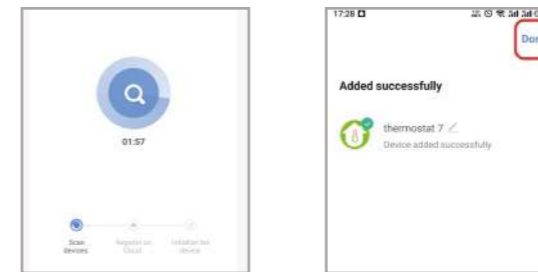 01:57
Scan
devices
Register on
Cloud
Initialize the
device
17:28
Added successfully
thermostat 7
Device added successfully